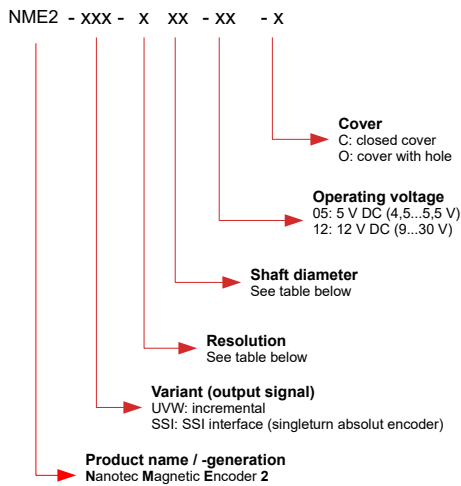 NME2 - xxx - x xx - xx - x
Cover
C: closed cover
O: cover with hole
Operating voltage
05: 5 V DC (4,5...5,5 V)
12: 12 V DC (9...30 V)
Shaft diameter
See table below
Resolution
See table below
Variant (output signal)
UVW: incremental
SSI: SSI interface (singleturn absolut encoder)
Product name / -generation
Nanotec Magnetic Encoder 2